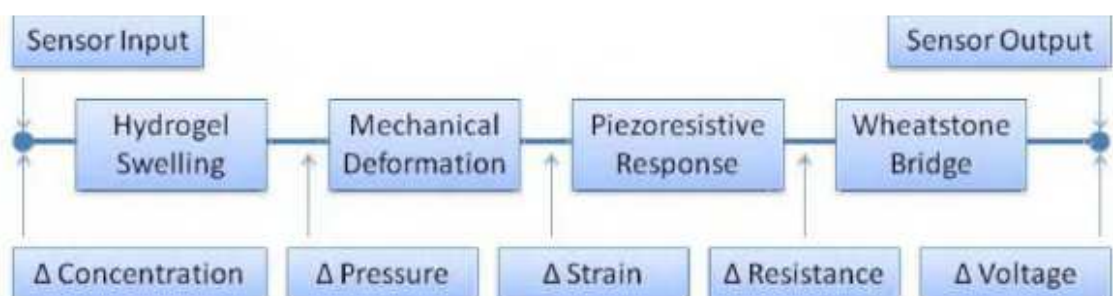 Sensor Input
Sensor Output
Hydrogel
Swelling
Mechanical
Deformation
Piezoresistive
Response
Wheatstone
Bridge
Δ Concentration
Δ Pressure
Δ Strain
Δ Resistance
Δ Voltage